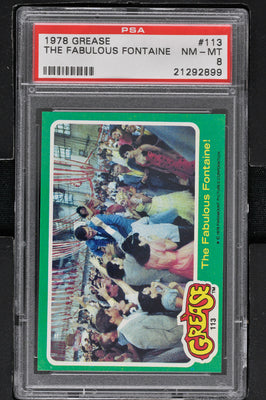 PSA
1978 GREASE #113
THE FABULOUS FONTAINE NM-MT
8
21292899
The Fabulous Fontaine!
GREASE
113